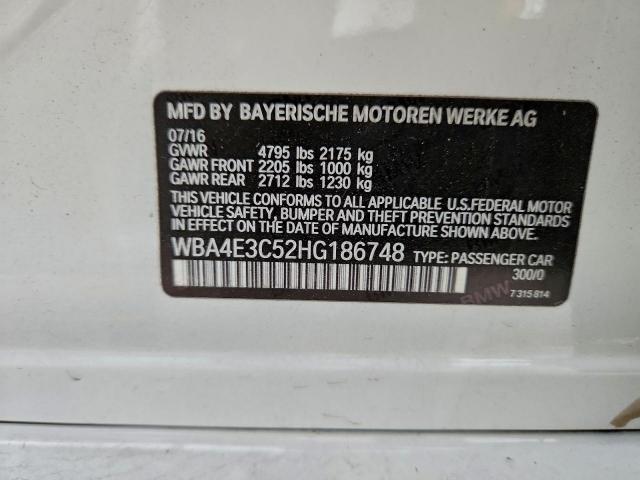 MFD BY BAYERISCHE MOTOREN WERKE AG
07/16
GVWR 4795 lbs 2175 kg
GAWR FRONT 2205 lbs 1000 kg
GAWR REAR 2712 lbs 1230 kg
THIS VEHICLE CONFORMS TO ALL APPLICABLE U.S.FEDERAL MOTOR
VEHICLE SAFETY, BUMPER AND THEFT PREVENTION STANDARDS
IN EFFECT ON THE DATE OF MANUFACTURE SHOWN ABOVE.
WBA4E3C52HG186748 TYPE: PASSENGER CAR
300/0
BMW 7 315 814